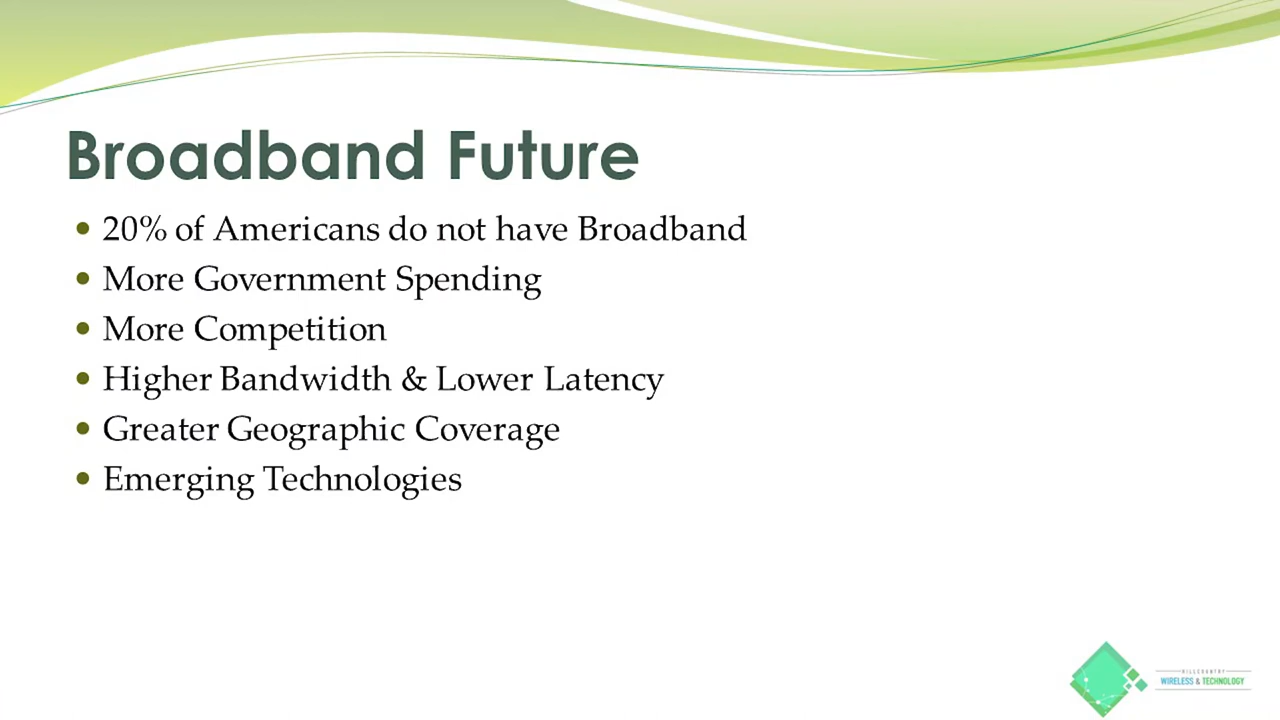 Broadband Future
• 20% of Americans do not have Broadband
• More Government Spending
• More Competition
• Higher Bandwidth & Lower Latency
• Greater Geographic Coverage
• Emerging Technologies
HILLCOUNTRY
WIRELESS & TECHNOLOGY